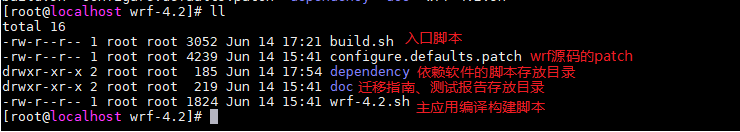 [root@localhost wrf-4.2]# ll
total 16
-rw-r--r-- 1 root root 3052 Jun 14 17:21 build.sh 入口脚本
-rw-r--r-- 1 root root 4239 Jun 14 15:41 configure.defaults.patch wrf源码的patch
drwxr-xr-x 2 root root 185 Jun 14 17:54 dependency 依赖软件的脚本存放目录
drwxr-xr-x 2 root root 219 Jun 14 15:41 doc 迁移指南、测试报告存放目录
-rw-r--r-- 1 root root 1824 Jun 14 15:41 wrf-4.2.sh 主应用编译构建脚本
[root@localhost wrf-4.2]#